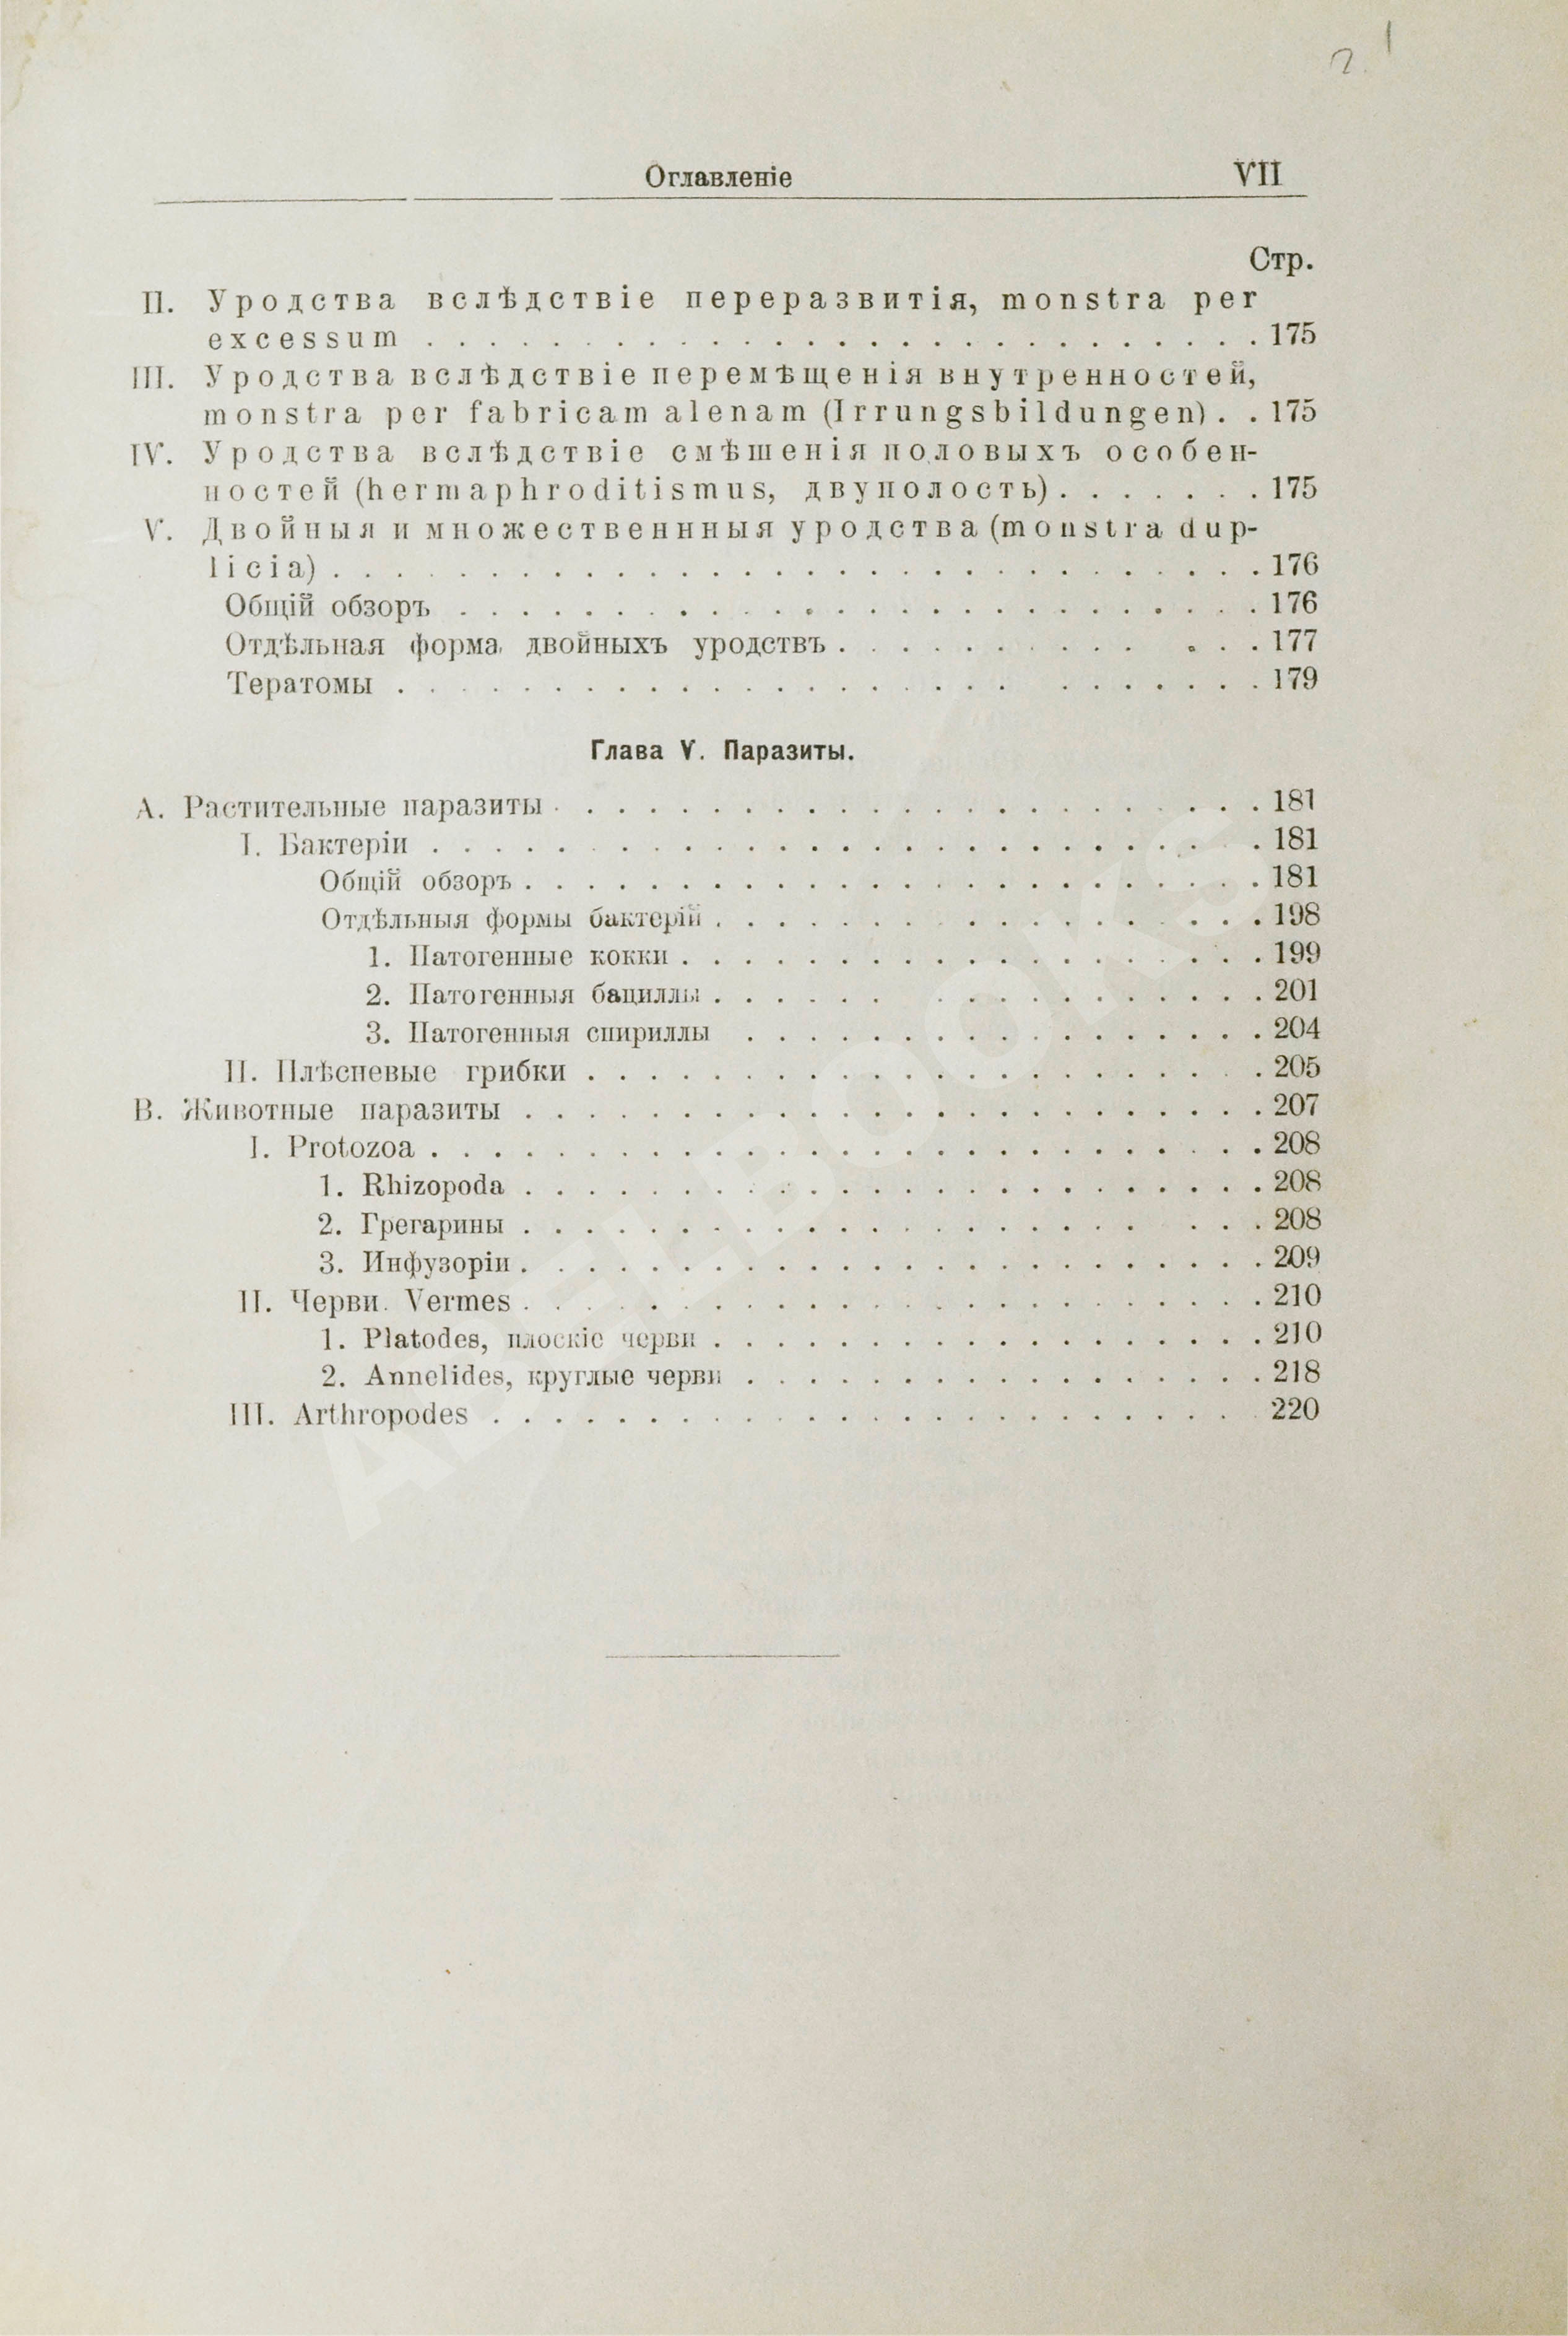 Оглавленіе VII
Стр.
II. Уродства вслѣдствіе переразвитія, monstra per
excessum . . . . . . . . . . . . . . . . . . . . . . . . . . . 175
III. Уродства вслѣдствіе перемѣщенія внутренностей,
monstra per fabricam alenam (Irrungsbildungen) . . 175
IV. Уродства вслѣдствіе смѣшенія половыхъ особен-
ностей (hermaphroditismus, двуполость) . . . . . . . 175
V. Двойныя и множественнныя уродства (monstra dup-
licia) . . . . . . . . . . . . . . . . . . . . . . . . . . . . . 176
Общій обзоръ . . . . . . . . . . . . . . . . . . . . . . . . . 176
Отдѣльная форма двойныхъ уродствъ . . . . . . . . . . . . . 177
Тератомы . . . . . . . . . . . . . . . . . . . . . . . . . . 179
Глава V. Паразиты.
А. Растительные паразиты . . . . . . . . . . . . . . . . . . . . . . 181
I. Бактеріи . . . . . . . . . . . . . . . . . . . . . . . . . . 181
Общій обзоръ . . . . . . . . . . . . . . . . . . . . . . . 181
Отдѣльныя формы бактерій . . . . . . . . . . . . . . . . . 198
1. Патогенные кокки . . . . . . . . . . . . . . . . . . . 199
2. Патогенныя бациллы . . . . . . . . . . . . . . . . . 201
3. Патогенныя спириллы . . . . . . . . . . . . . . . . . 204
II. Плѣсневые грибки . . . . . . . . . . . . . . . . . . . . . . 205
В. Животные паразиты . . . . . . . . . . . . . . . . . . . . . . . . 207
I. Protozoa . . . . . . . . . . . . . . . . . . . . . . . . . . 208
1. Rhizopoda . . . . . . . . . . . . . . . . . . . . . . . . 208
2. Грегарины . . . . . . . . . . . . . . . . . . . . . . . 208
3. Инфузоріи . . . . . . . . . . . . . . . . . . . . . . . . 209
II. Черви. Vermes . . . . . . . . . . . . . . . . . . . . . . . . 210
1. Platodes, плоскіе черви . . . . . . . . . . . . . . . . . . 210
2. Annelides, круглые черви . . . . . . . . . . . . . . . . . 218
III. Arthropodes . . . . . . . . . . . . . . . . . . . . . . . . 220